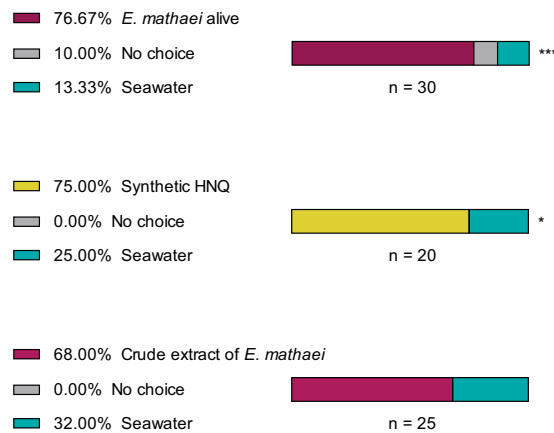 76.67% E. mathaei alive
10.00% No choice
***
13.33% Seawater
n = 30
75.00% Synthetic HNQ
0.00% No choice
*
25.00% Seawater
n = 20
68.00% Crude extract of E. mathaei
0.00% No choice
32.00% Seawater
n = 25